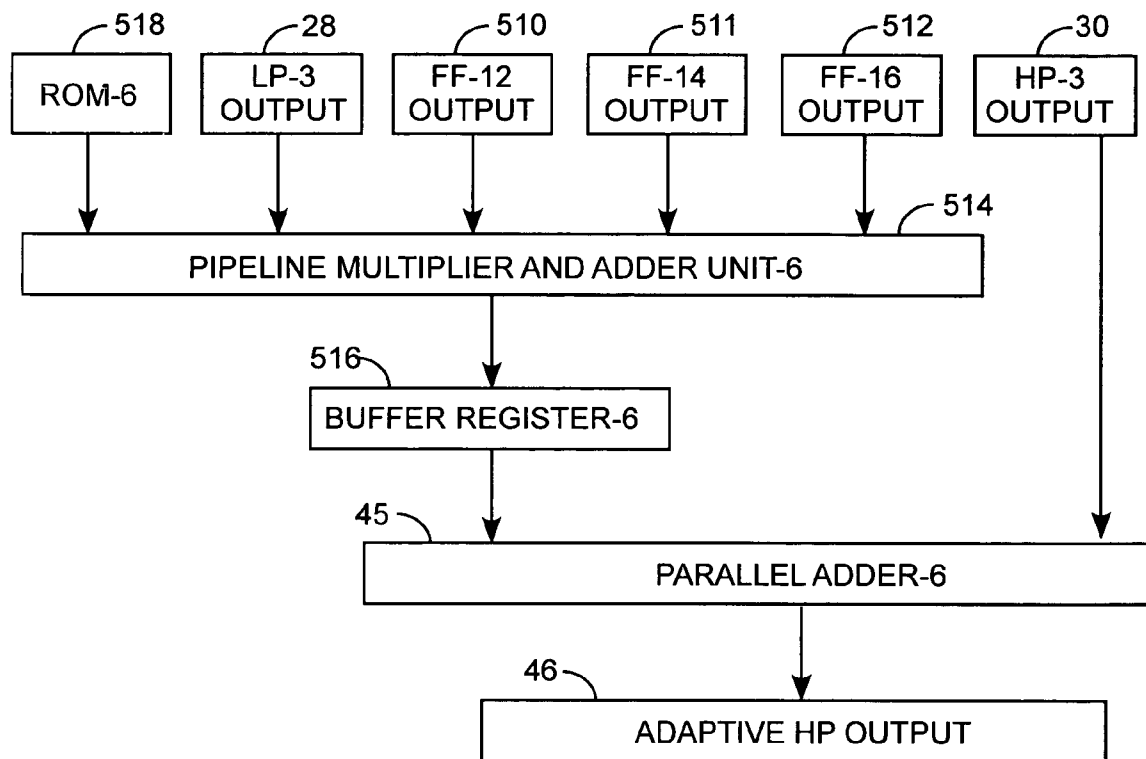 518
28
510
511
512
30
ROM-6
LP-3
OUTPUT
FF-12
OUTPUT
FF-14
OUTPUT
FF-16
OUTPUT
HP-3
OUTPUT
514
PIPELINE MULTIPLIER AND ADDER UNIT-6
516
BUFFER REGISTER-6
45
PARALLEL ADDER-6
46
ADAPTIVE HP OUTPUT